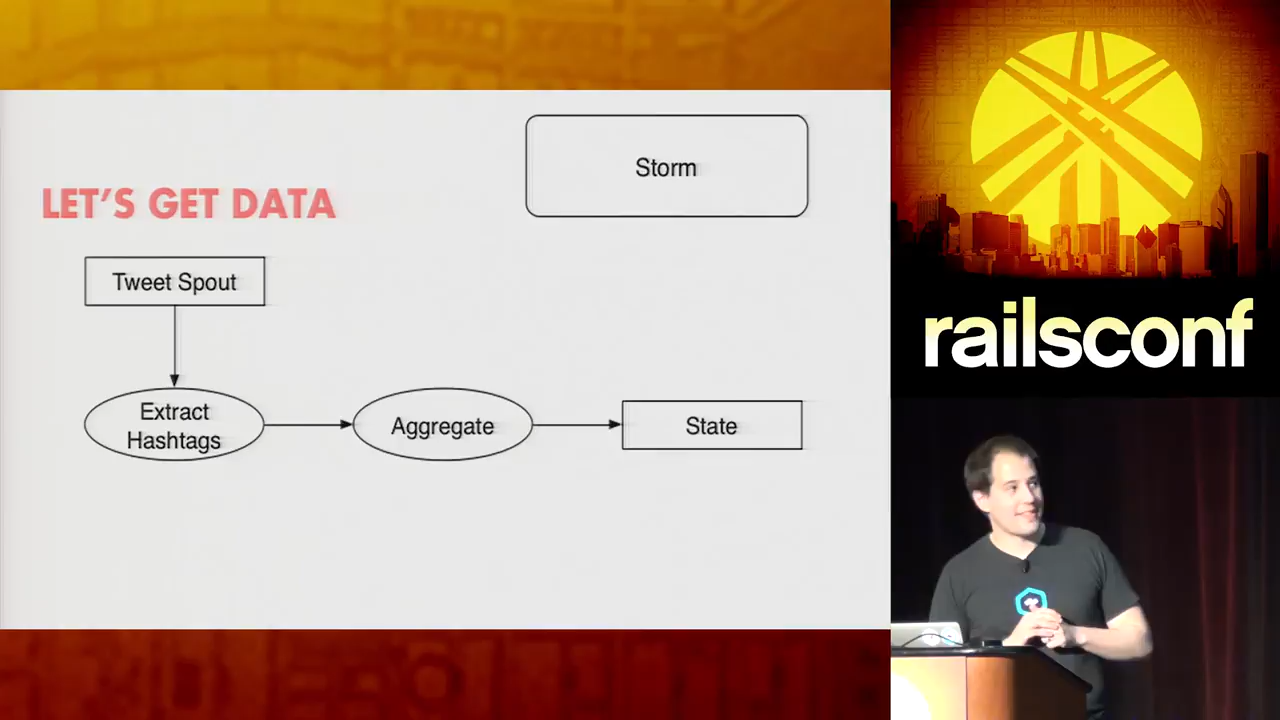 Storm
LET'S GET DATA
Tweet Spout
Extract
Hashtags
Aggregate
State
railsconf